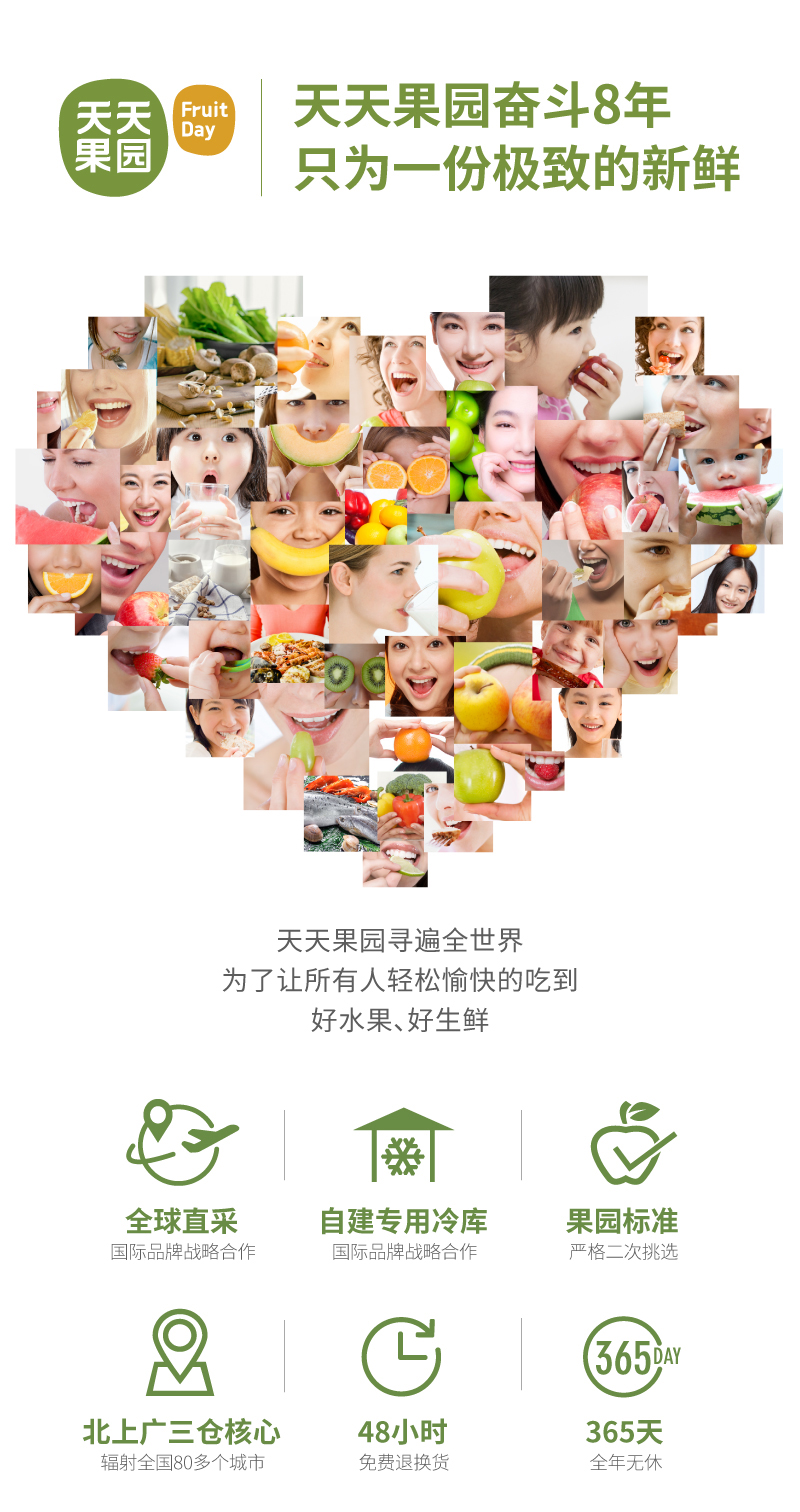 天天
果园
Fruit
Day
天天果园奋斗8年
只为一份极致的新鲜
天天果园寻遍全世界
为了让所有人轻松愉快的吃到
好水果、好生鲜
全球直采
国际品牌战略合作
自建专用冷库
国际品牌战略合作
果园标准
严格二次挑选
365DAY
北上广三仓核心
辐射全国80多个城市
48小时
免费退换货
365天
全年无休